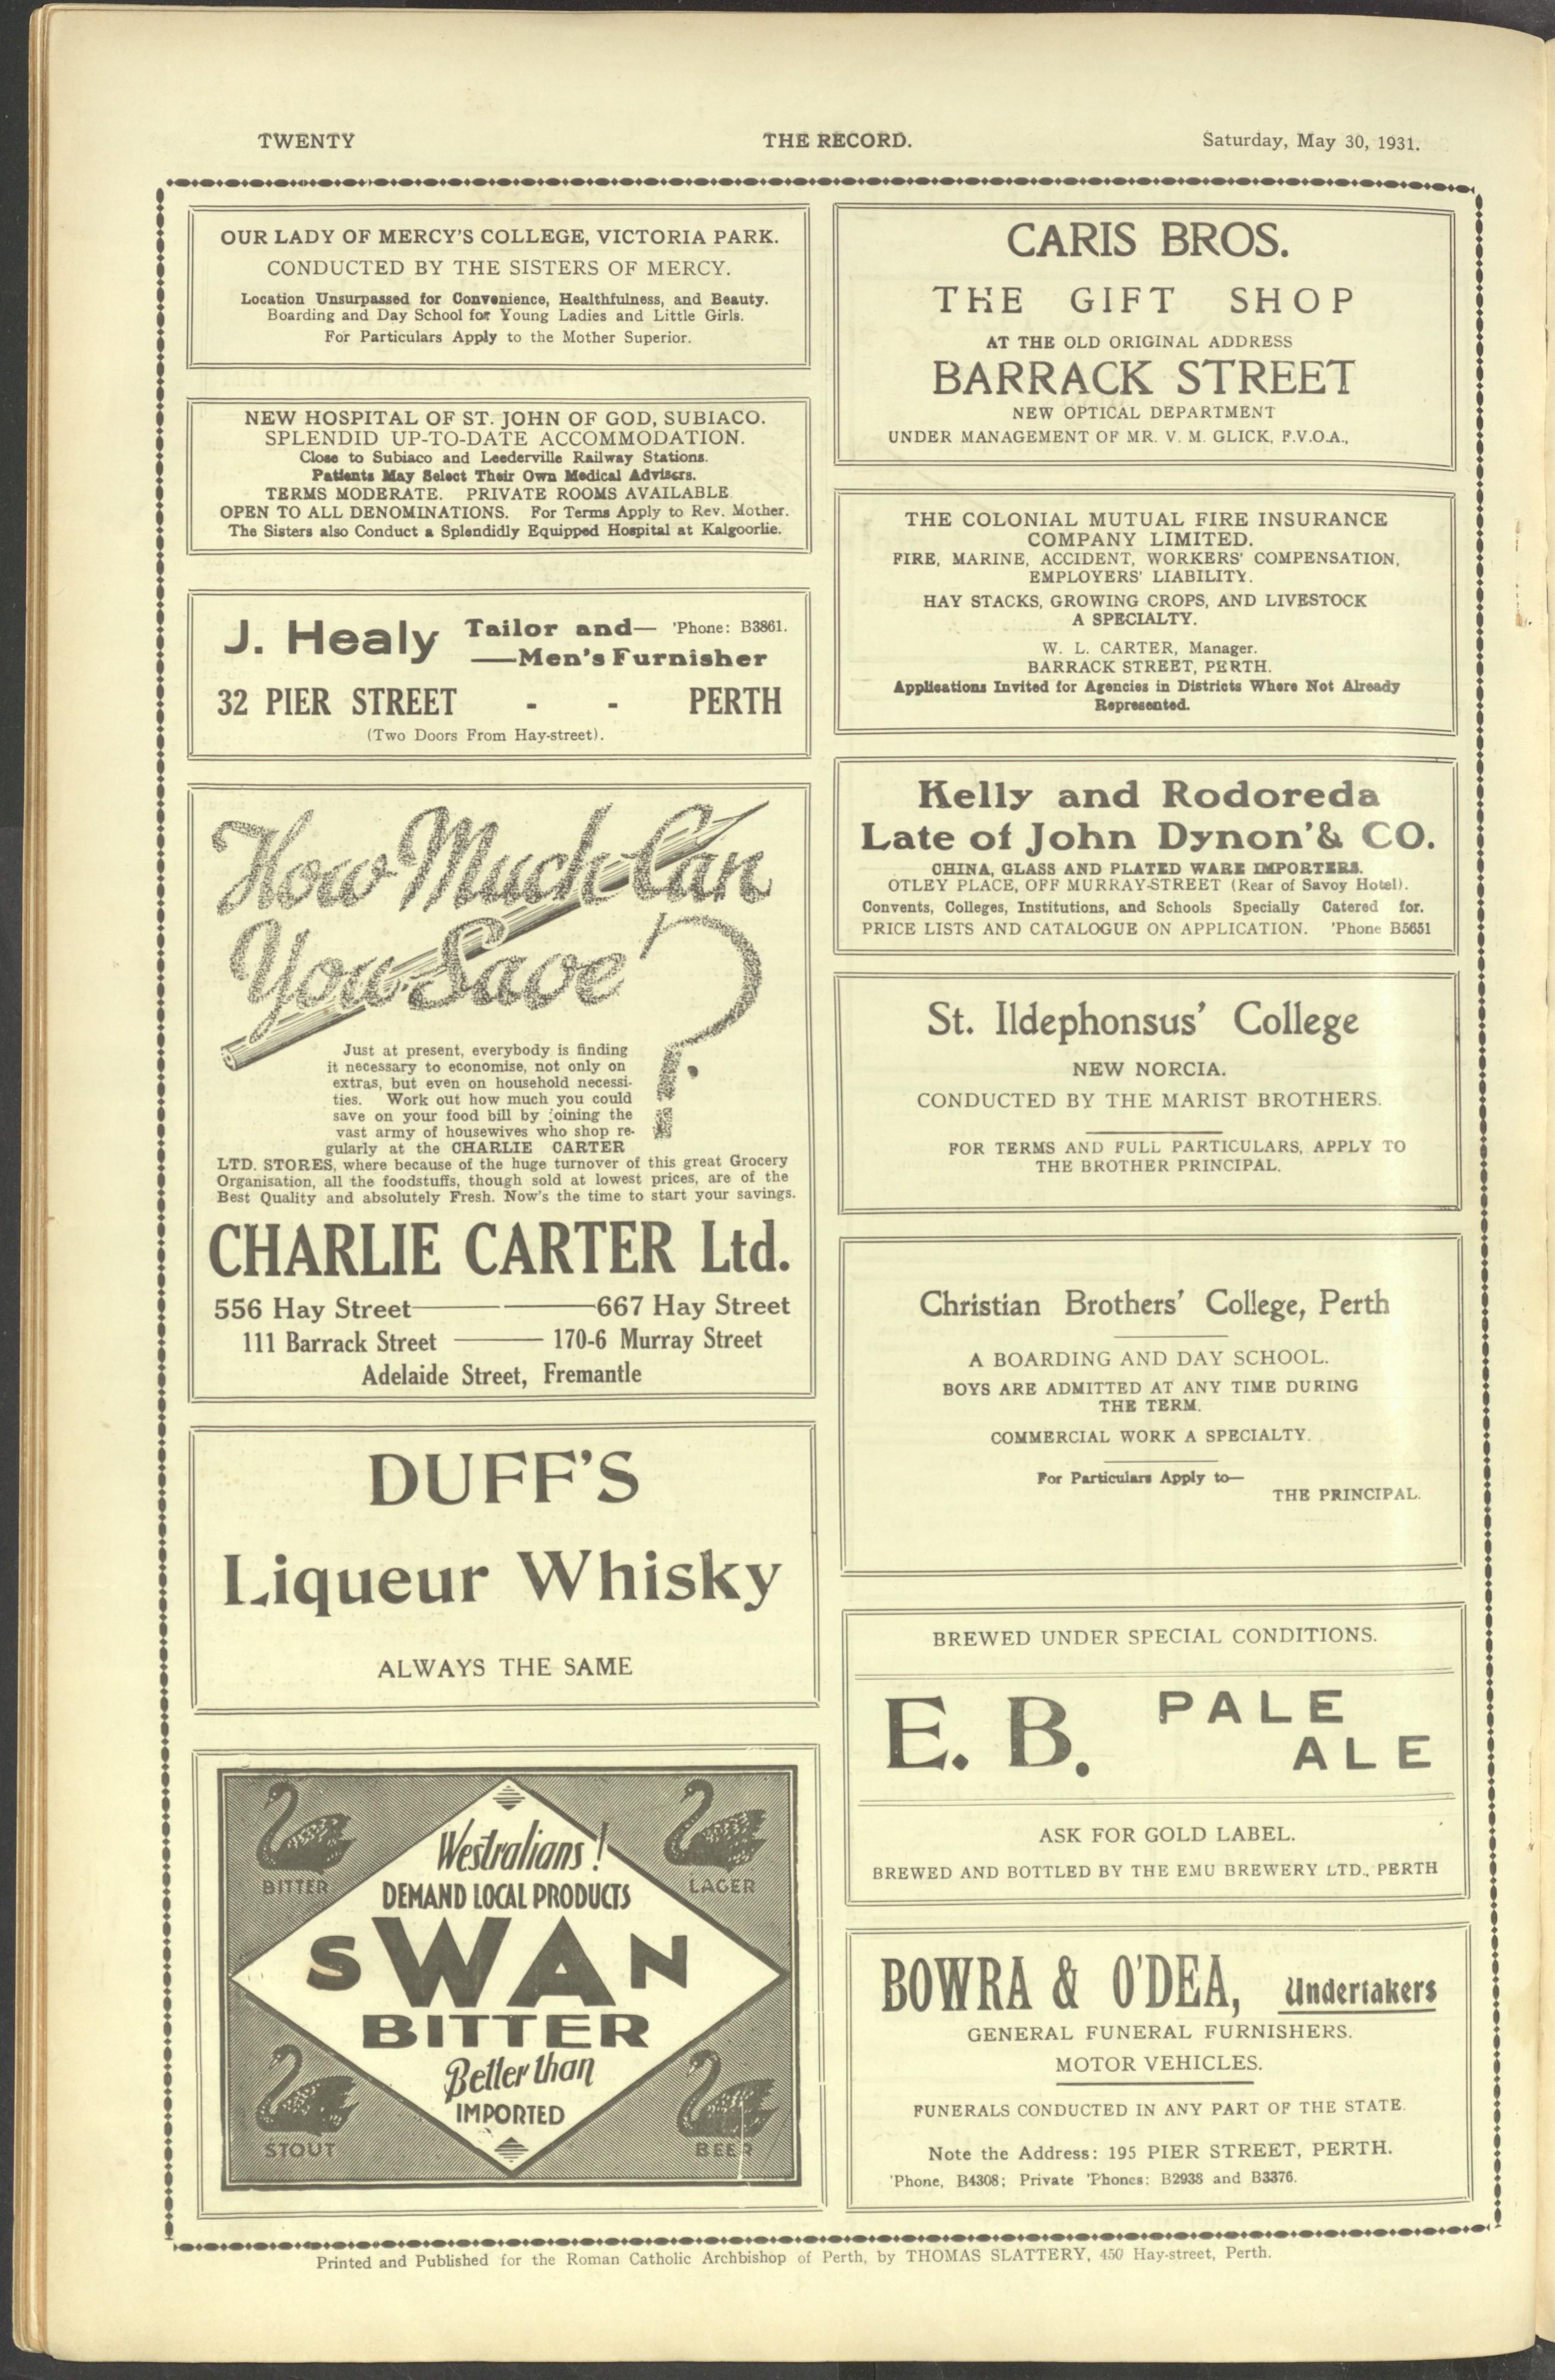 TWENTY
THE RECORD.
Saturday, May 30, 1931.
OUR LADY OF MERCY'S COLLEGE, VICTORIA PARK.
CONDUCTED BY THE SISTERS OF MERCY.
Location Unsurpassed for Convenience, Healthfulness, and Beauty.
Boarding and Day School for Young Ladies and Little Girls.
For Particulars Apply to the Mother Superior.
NEW HOSPITAL OF ST. JOHN OF GOD, SUBIACO.
SPLENDID UP-TO-DATE ACCOMMODATION.
Close to Subiaco and Leederville Railway Stations.
Patients May Select Their Own Medical Advisers.
TERMS MODERATE. PRIVATE ROOMS AVAILABLE
OPEN TO ALL DENOMINATIONS. For Terms Apply to Rev. Mother.
The Sisters also Conduct a Splendidly Equipped Hospital at Kalgoorlie.
J. Healy Tailor and— 'Phone: B3861.
—Men's Furnisher
32 PIER STREET - - PERTH
(Two Doors From Hay-street).
How Much Can
You Save?
Just at present, everybody is finding
it necessary to economise, not only on
extras, but even on household necessi-
ties. Work out how much you could
save on your food bill by joining the
vast army of housewives who shop re-
gularly at the CHARLIE CARTER
LTD. STORES, where because of the huge turnover of this great Grocery
Organisation, all the foodstuffs, though sold at lowest prices, are of the
Best Quality and absolutely Fresh. Now's the time to start your savings.
CHARLIE CARTER Ltd.
556 Hay Street— —667 Hay Street
111 Barrack Street — 170-6 Murray Street
Adelaide Street, Fremantle
DUFF'S
Liqueur Whisky
ALWAYS THE SAME
BITTER
LAGER
Westralians!
DEMAND LOCAL PRODUCTS
SWAN
BITTER
Better than
IMPORTED
STOUT
BEER
CARIS BROS.
THE GIFT SHOP
AT THE OLD ORIGINAL ADDRESS
BARRACK STREET
NEW OPTICAL DEPARTMENT
UNDER MANAGEMENT OF MR. V. M. GLICK, F.V.O.A.,
THE COLONIAL MUTUAL FIRE INSURANCE
COMPANY LIMITED.
FIRE, MARINE, ACCIDENT, WORKERS' COMPENSATION,
EMPLOYERS' LIABILITY.
HAY STACKS, GROWING CROPS, AND LIVESTOCK
A SPECIALTY.
W. L. CARTER, Manager.
BARRACK STREET, PERTH.
Applications Invited for Agencies in Districts Where Not Already
Represented.
Kelly and Rodoreda
Late of John Dynon'& CO.
CHINA, GLASS AND PLATED WARE IMPORTERS.
OTLEY PLACE, OFF MURRAY-STREET (Rear of Savoy Hotel).
Convents, Colleges, Institutions, and Schools Specially Catered for.
PRICE LISTS AND CATALOGUE ON APPLICATION. 'Phone B5651
St. Ildephonsus' College
NEW NORCIA.
CONDUCTED BY THE MARIST BROTHERS.
FOR TERMS AND FULL PARTICULARS, APPLY TO
THE BROTHER PRINCIPAL.
Christian Brothers' College, Perth
A BOARDING AND DAY SCHOOL.
BOYS ARE ADMITTED AT ANY TIME DURING
THE TERM.
COMMERCIAL WORK A SPECIALTY.
For Particulars Apply to—
THE PRINCIPAL.
BREWED UNDER SPECIAL CONDITIONS.
E. B. PALE
ALE
ASK FOR GOLD LABEL.
BREWED AND BOTTLED BY THE EMU BREWERY LTD., PERTH
BOWRA & O'DEA, Undertakers
GENERAL FUNERAL FURNISHERS.
MOTOR VEHICLES.
FUNERALS CONDUCTED IN ANY PART OF THE STATE.
Note the Address: 195 PIER STREET, PERTH.
'Phone, B4308; Private 'Phones: B2938 and B3376.
Printed and Published for the Roman Catholic Archbishop of Perth, by THOMAS SLATTERY, 450 Hay-street, Perth.